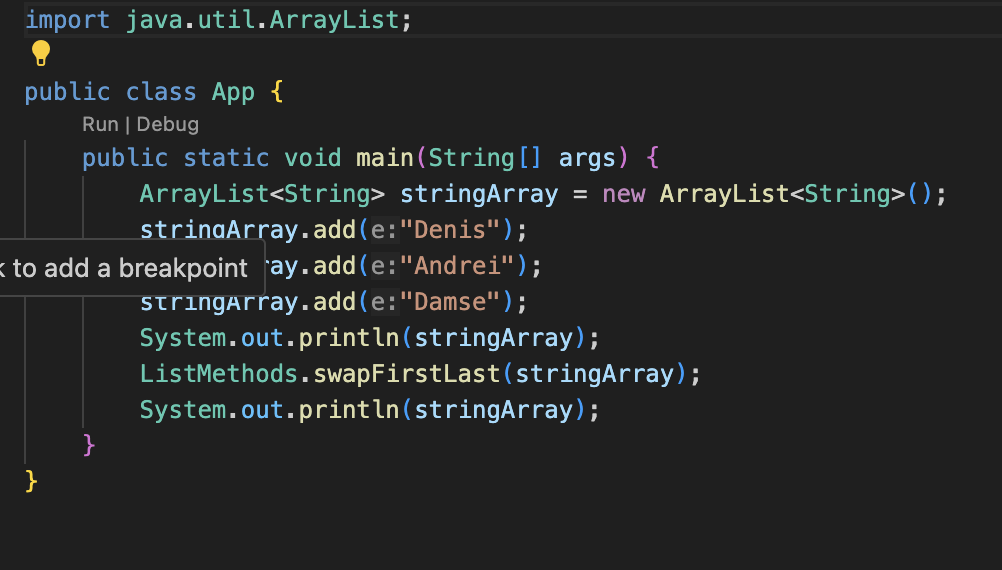 import java.util.ArrayList;
public class App {
Run | Debug
public static void main(String[] args) {
ArrayList<String> stringArray = new ArrayList<String>();
stringArray.add(e:"Denis");
k to add a breakpoint
ray.add(e:"Andrei");
stringArray.add(e:"Damse");
System.out.println(stringArray);
ListMethods.swapFirstLast(stringArray);
System.out.println(stringArray);
}
}